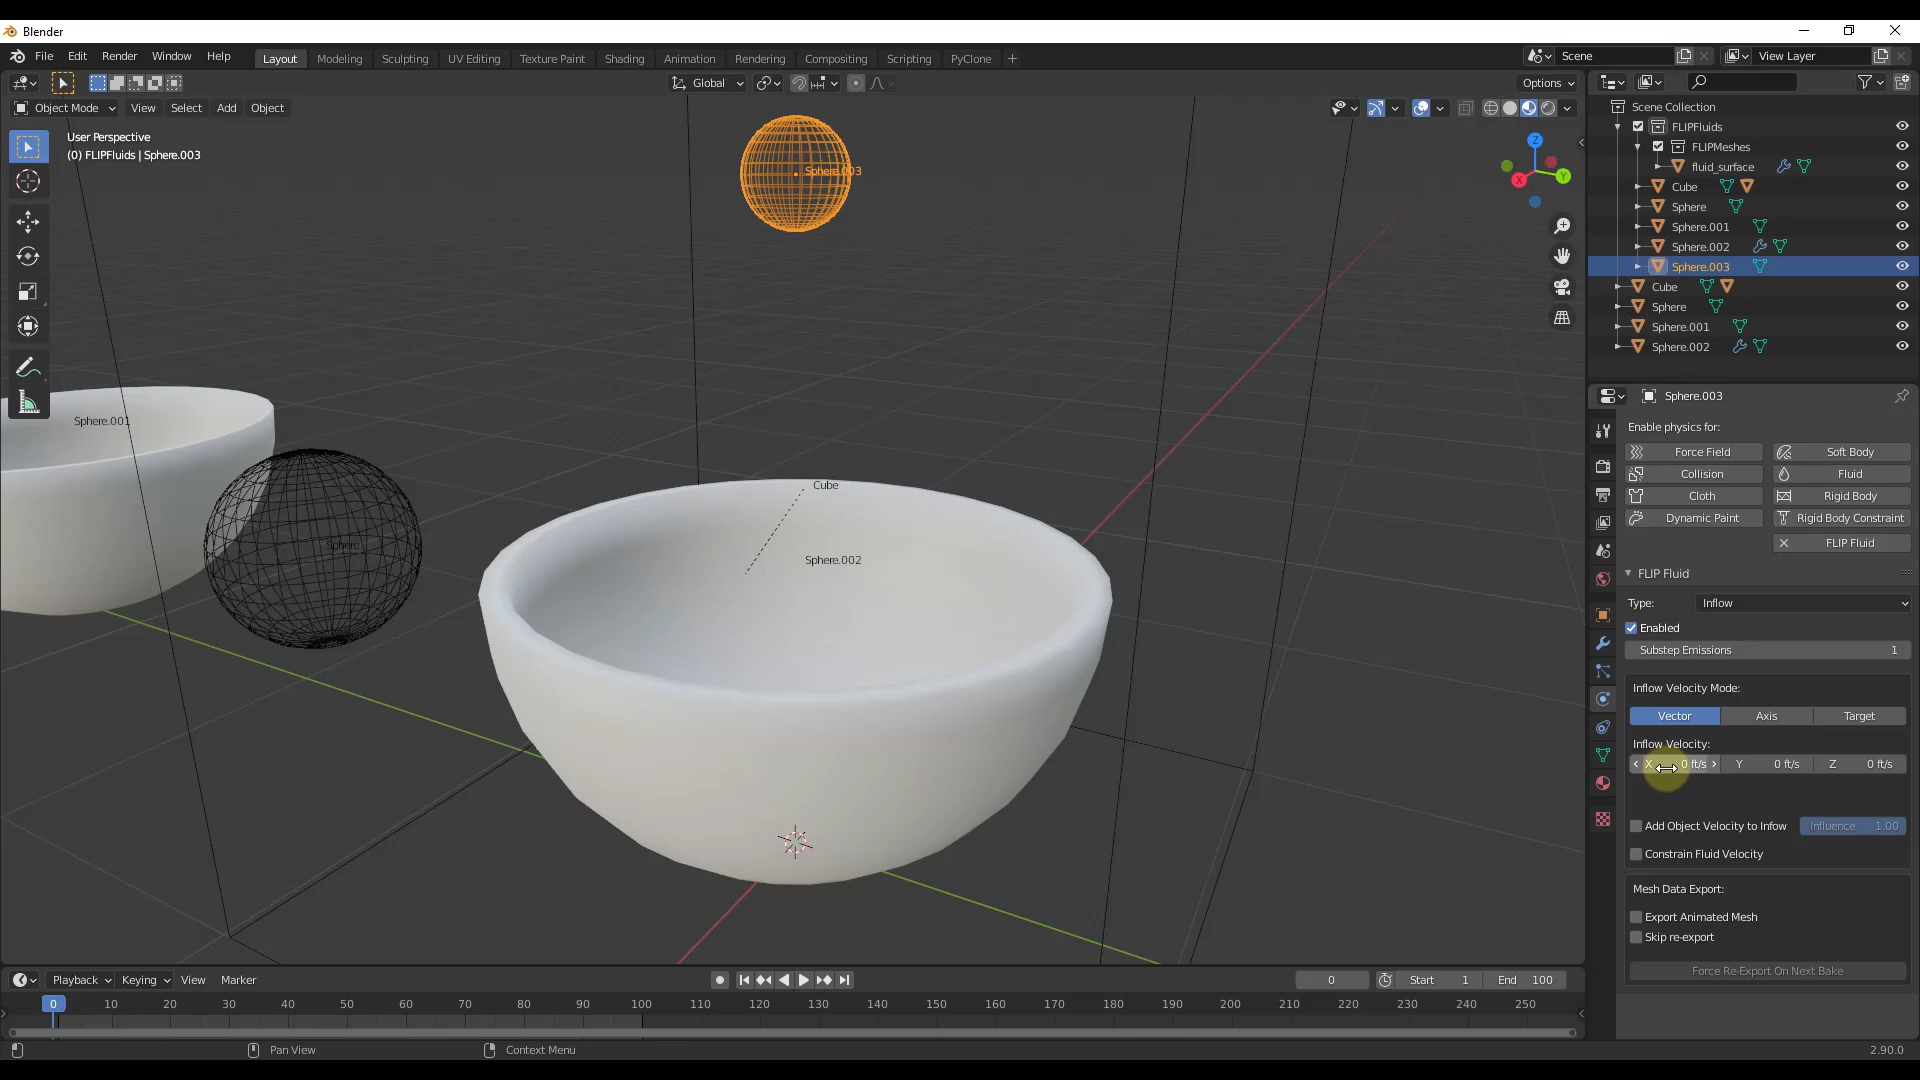 Blender
File Edit Render Window Help Layout Modeling Sculpting UV Editing Texture Paint Shading Animation Rendering Compositing Scripting PyClone + Scene View Layer
Global Options
Object Mode View Select Add Object
User Perspective
(0) FLIPFluids | Sphere.003
Z
X
Y
Sphere.003
Sphere.001
Sphere
Cube
Sphere.002
Scene Collection
FLIPFluids
FLIPMeshes
fluid_surface
Cube
Sphere
Sphere.001
Sphere.002
Sphere.003
Cube
Sphere
Sphere.001
Sphere.002
Sphere.003
Enable physics for:
Force Field Soft Body
Collision Fluid
Cloth Rigid Body
Dynamic Paint Rigid Body Constraint
FLIP Fluid
FLIP Fluid
Type: Inflow
Enabled
Substep Emissions 1
Inflow Velocity Mode:
Vector Axis Target
Inflow Velocity:
X 0 ft/s Y 0 ft/s Z 0 ft/s
Add Object Velocity to Infow Influence 1.00
Constrain Fluid Velocity
Mesh Data Export:
Export Animated Mesh
Skip re-export
Force Re-Export On Next Bake
Playback Keying View Marker 0 Start 1 End 100
0 10 20 30 40 50 60 70 80 90 100 110 120 130 140 150 160 170 180 190 200 210 220 230 240 250
Pan View Context Menu 2.90.0